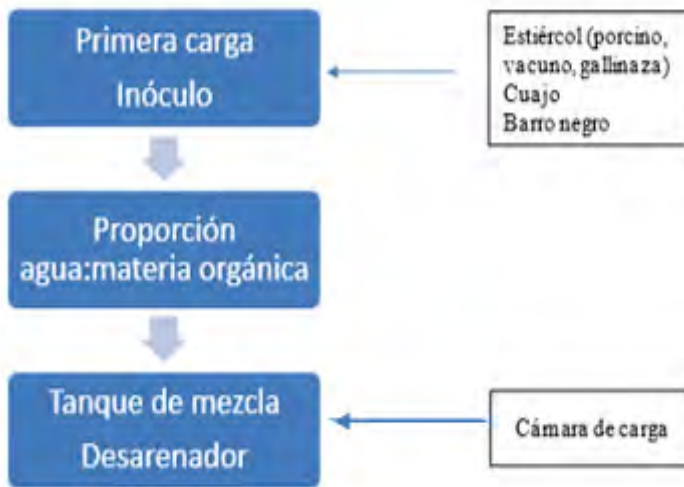 Primera carga
Inóculo
Estiércol (porcino,
vacuno, gallinaza)
Cuajo
Barro negro
Proporción
agua:materia orgánica
Tanque de mezcla
Desarenador
Cámara de carga